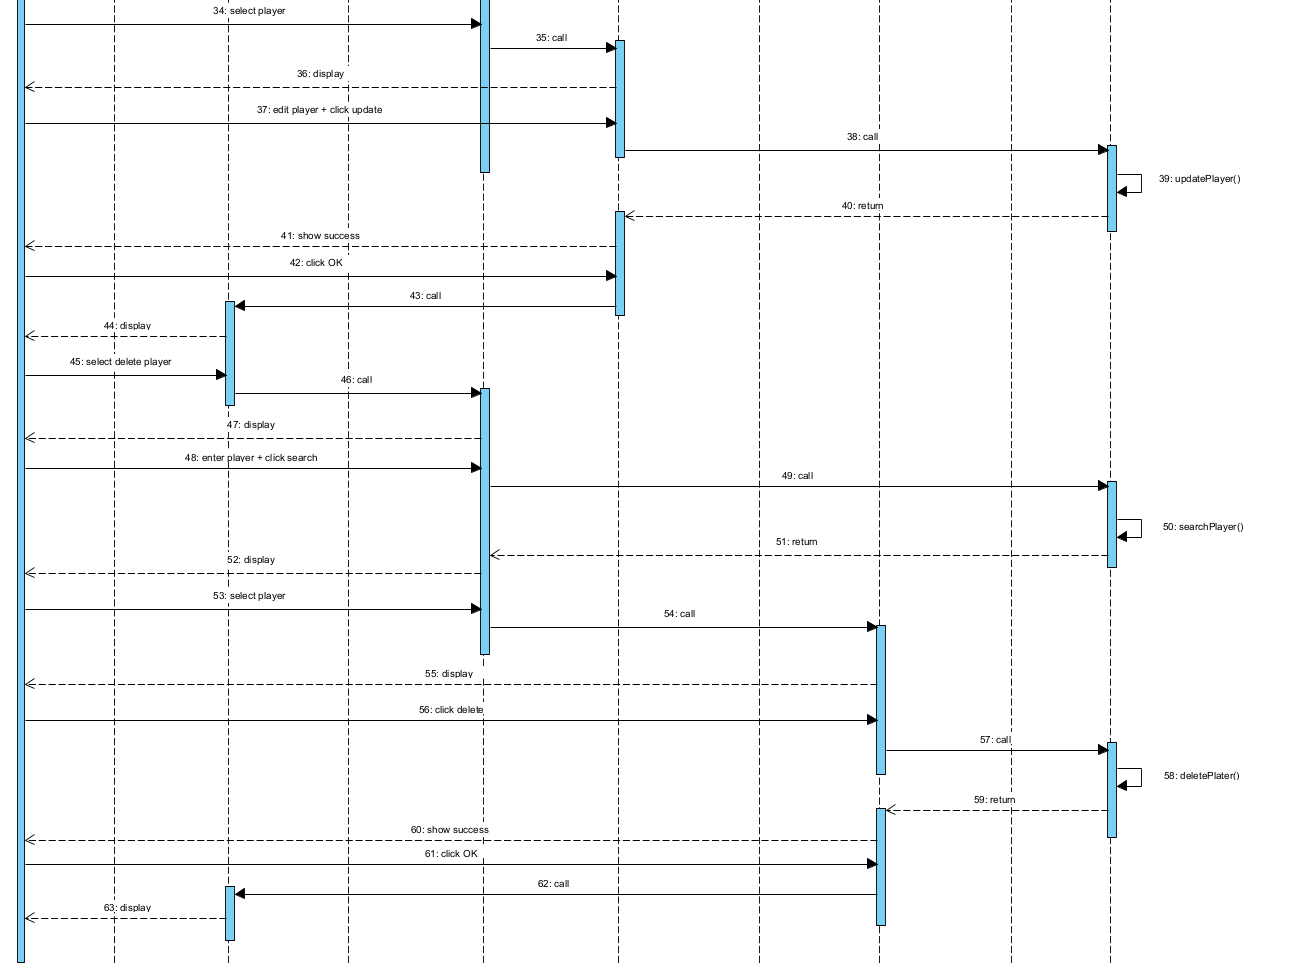 34: select player
35: call
36: display
37: edit player + click update
38: call
39: updatePlayer()
40: return
41: show success
42: click OK
43: call
44: display
45: select delete player
46: call
47: display
48: enter player + click search
49: call
50: searchPlayer()
51: return
52: display
53: select player
54: call
55: display
56: click delete
57: call
58: deletePlater()
59: return
60: show success
61: click OK
62: call
63: display